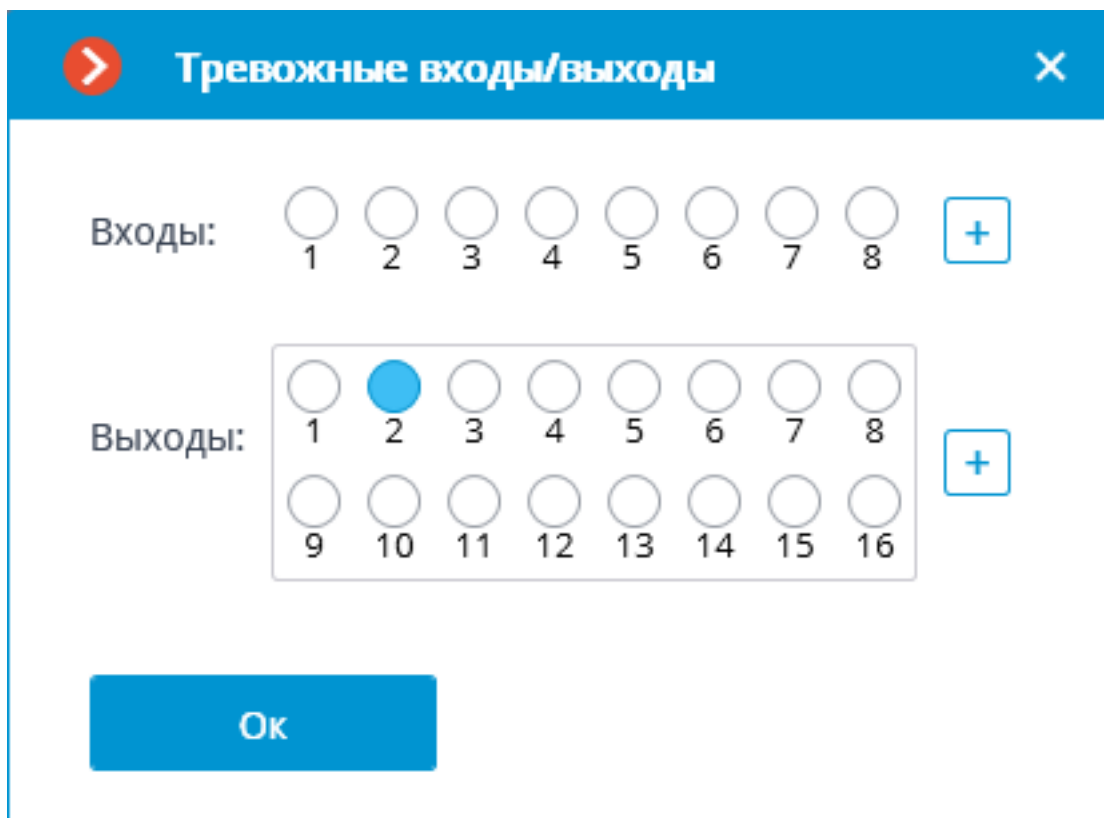 Тревожные входы/выходы
Входы:
1 2 3 4 5 6 7 8
+
Выходы:
1 2 3 4 5 6 7 8
9 10 11 12 13 14 15 16
+
Ок